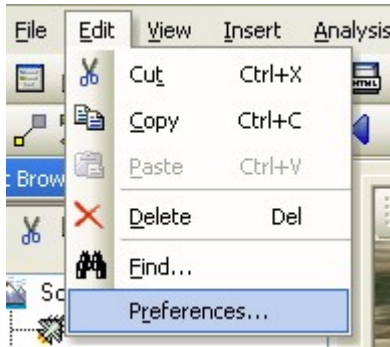 File Edit View Insert Analysis
Cut Ctrl+X
Copy Ctrl+C
Paste Ctrl+V
Delete Del
Find...
Preferences...